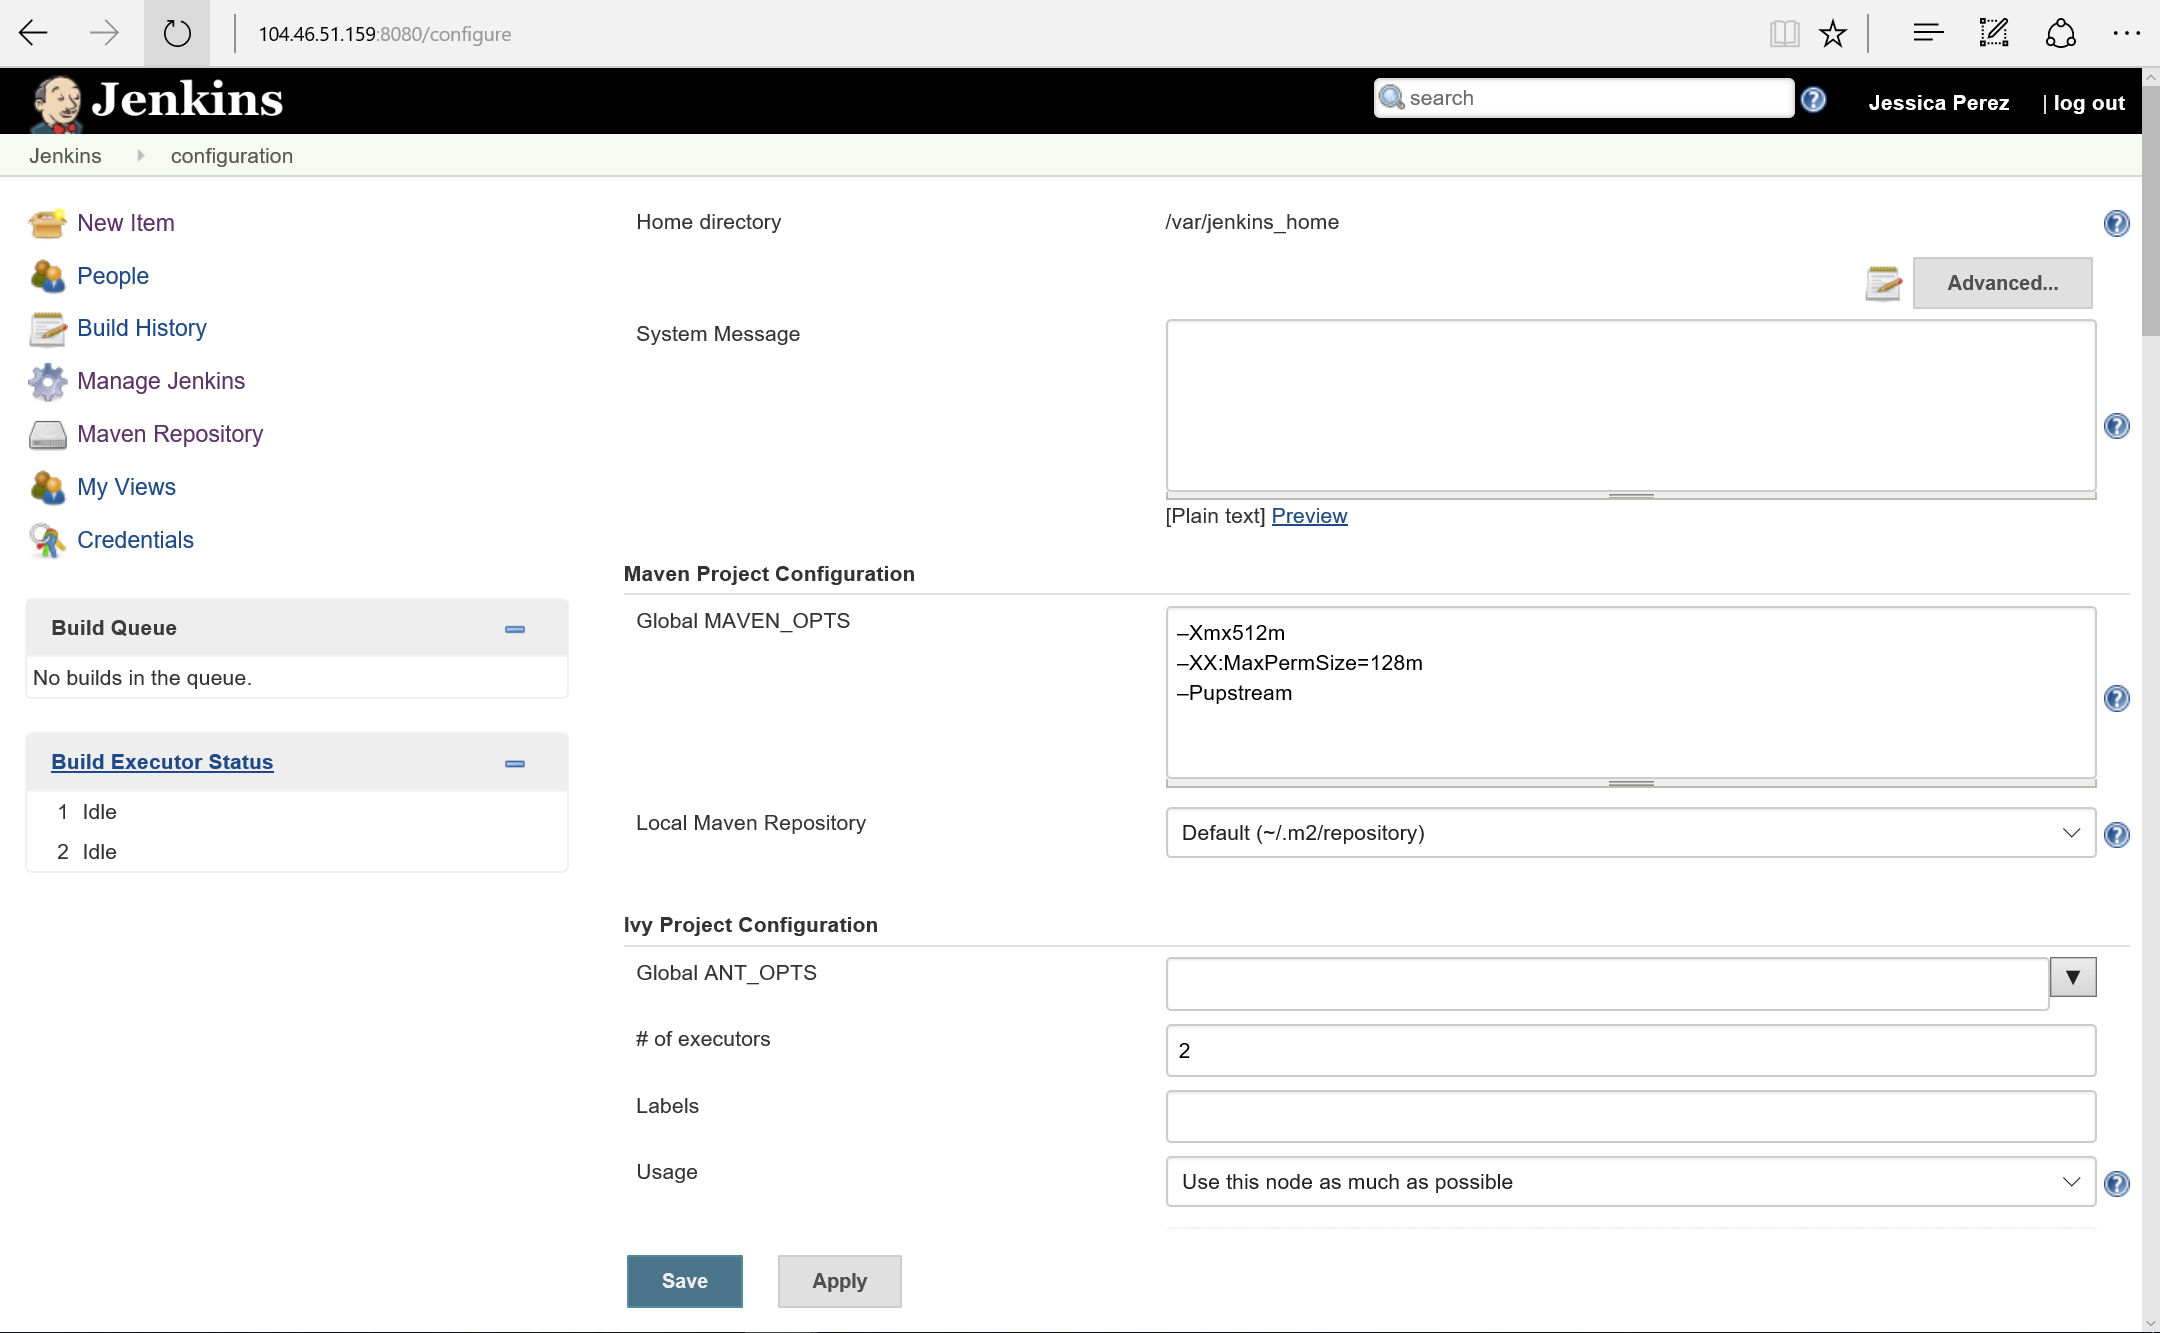 104.46.51.159:8080/configure
Jenkins
search
Jessica Perez
| log out
Jenkins
configuration
New Item
People
Build History
Manage Jenkins
Maven Repository
My Views
Credentials
Build Queue
No builds in the queue.
Build Executor Status
1 Idle
2 Idle
Home directory
/var/jenkins_home
Advanced...
System Message
[Plain text] Preview
Maven Project Configuration
Global MAVEN_OPTS
–Xmx512m
–XX:MaxPermSize=128m
–Pupstream
Local Maven Repository
Default (~/.m2/repository)
Ivy Project Configuration
Global ANT_OPTS
# of executors
2
Labels
Usage
Use this node as much as possible
Save
Apply